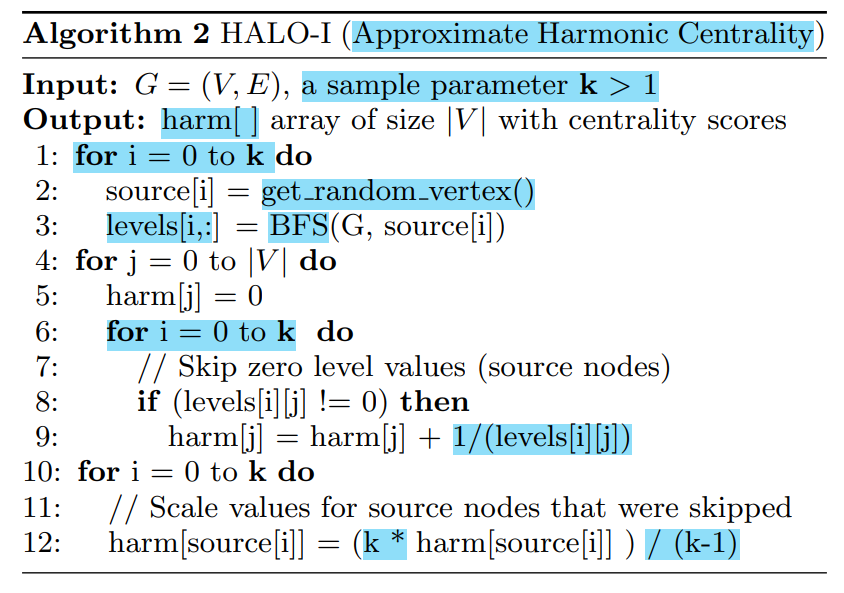 Algorithm 2 HALO-I (Approximate Harmonic Centrality)
Input: G = (V, E), a sample parameter k > 1
Output: harm[ ] array of size |V| with centrality scores
1: for i = 0 to k do
2: source[i] = get_random_vertex()
3: levels[i,:] = BFS(G, source[i])
4: for j = 0 to |V| do
5: harm[j] = 0
6: for i = 0 to k do
7: // Skip zero level values (source nodes)
8: if (levels[i][j] != 0) then
9: harm[j] = harm[j] + 1/(levels[i][j])
10: for i = 0 to k do
11: // Scale values for source nodes that were skipped
12: harm[source[i]] = (k * harm[source[i]] ) / (k-1)